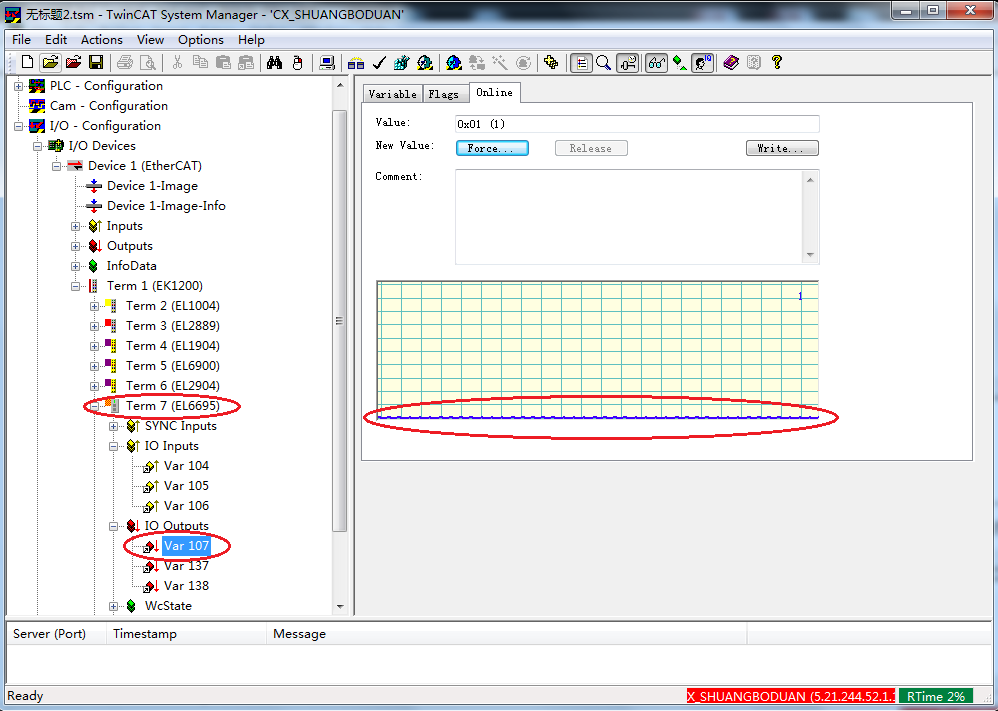 无标题2.tsm - TwinCAT System Manager - 'CX_SHUANGBODUAN'
File Edit Actions View Options Help
PLC - Configuration
Cam - Configuration
I/O - Configuration
I/O Devices
Device 1 (EtherCAT)
Device 1-Image
Device 1-Image-Info
Inputs
Outputs
InfoData
Term 1 (EK1200)
Term 2 (EL1004)
Term 3 (EL2889)
Term 4 (EL1904)
Term 5 (EL6900)
Term 6 (EL2904)
Term 7 (EL6695)
SYNC Inputs
IO Inputs
Var 104
Var 105
Var 106
IO Outputs
Var 107
Var 137
Var 138
WcState
Variable Flags Online
Value: 0x01 (1)
New Value: Force... Release Write...
Comment:
1
Server (Port) Timestamp Message
Ready X_SHUANGBODUAN (5.21.244.52.1.1 RTime 2%